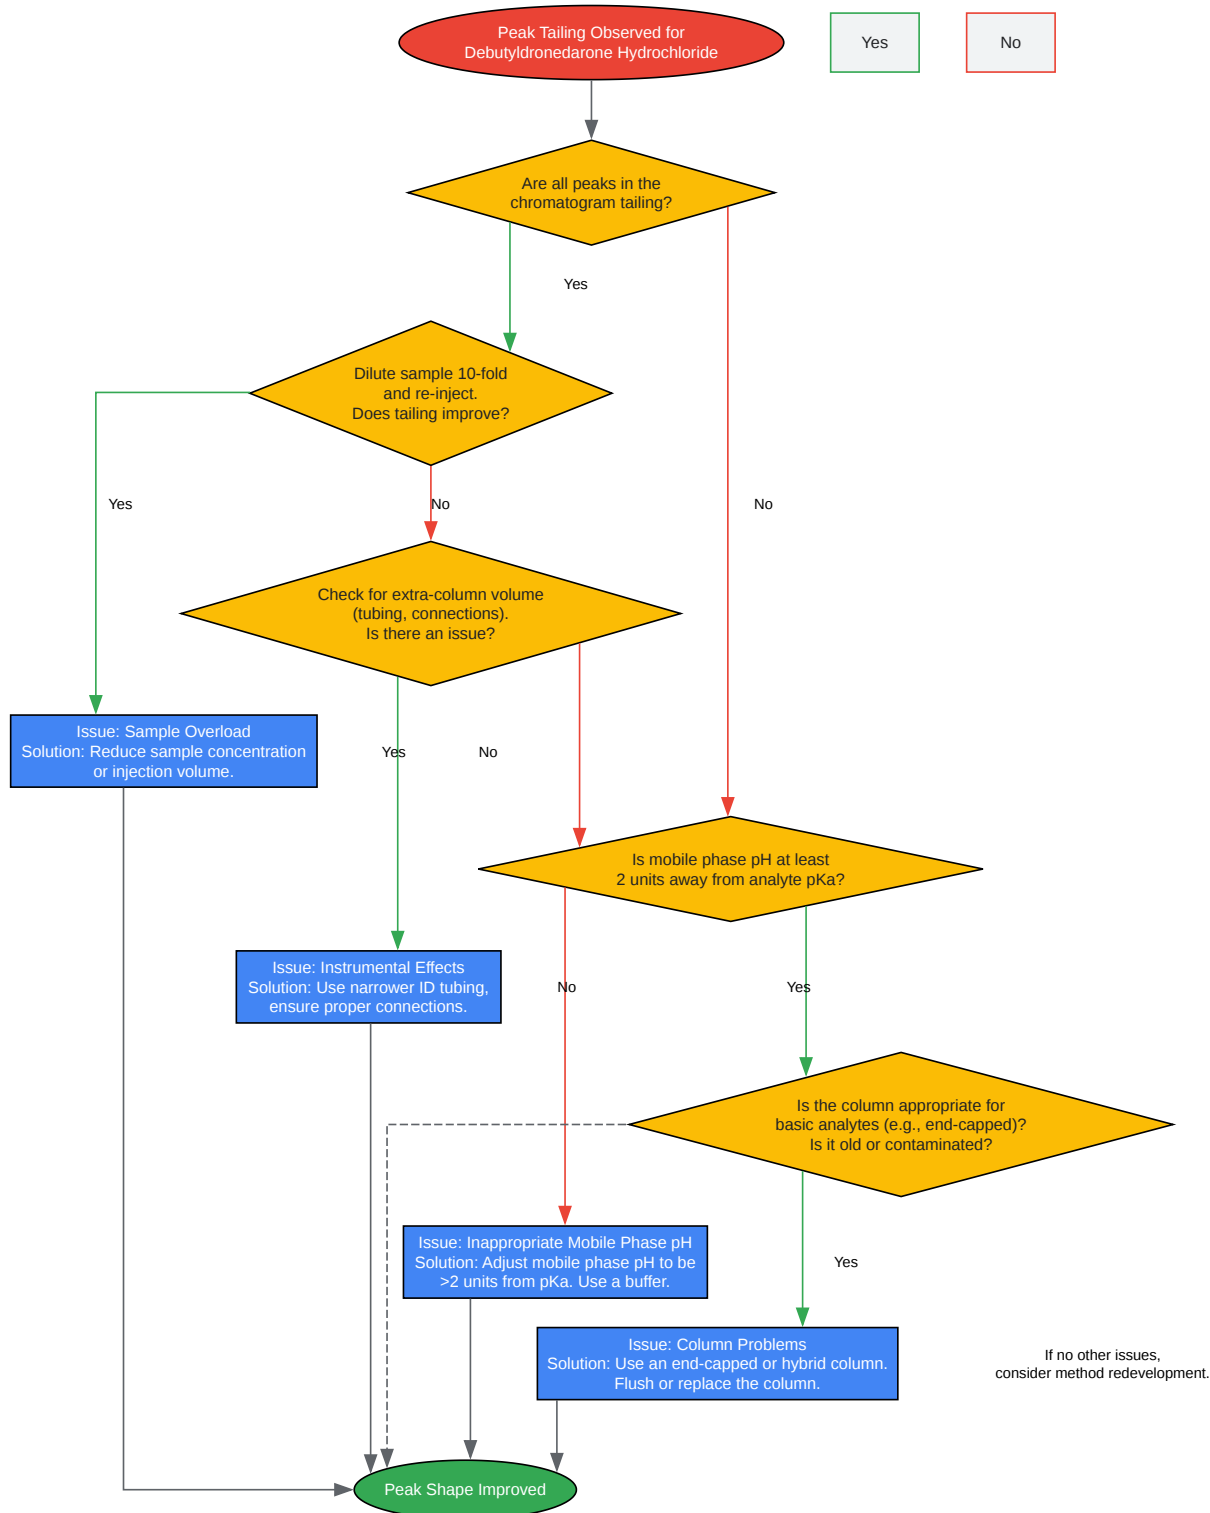 Peak Tailing Observed for
Debutyldronedarone Hydrochloride
Yes
No
Are all peaks in the
chromatogram tailing?
Yes
Dilute sample 10-fold
and re-inject.
Does tailing improve?
Yes
No
No
Check for extra-column volume
(tubing, connections).
Is there an issue?
Issue: Sample Overload
Solution: Reduce sample concentration
or injection volume.
Yes
No
Is mobile phase pH at least
2 units away from analyte pKa?
Issue: Instrumental Effects
Solution: Use narrower ID tubing,
ensure proper connections.
No
Yes
Is the column appropriate for
basic analytes (e.g., end-capped)?
Is it old or contaminated?
Issue: Inappropriate Mobile Phase pH
Solution: Adjust mobile phase pH to be
>2 units from pKa. Use a buffer.
Yes
Issue: Column Problems
Solution: Use an end-capped or hybrid column.
Flush or replace the column.
If no other issues,
consider method redevelopment.
Peak Shape Improved